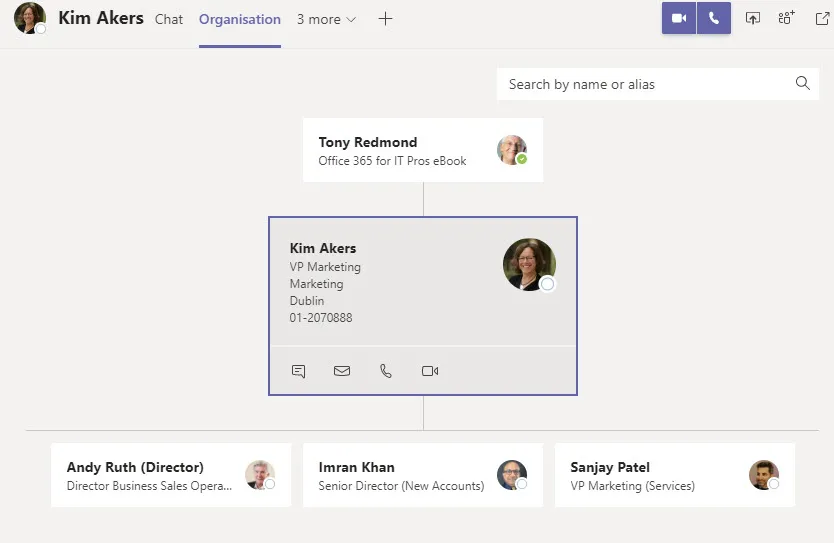 Kim Akers Chat Organisation 3 more
Search by name or alias
Tony Redmond
Office 365 for IT Pros eBook
Kim Akers
VP Marketing
Marketing
Dublin
01-2070888
Andy Ruth (Director)
Director Business Sales Opera...
Imran Khan
Senior Director (New Accounts)
Sanjay Patel
VP Marketing (Services)